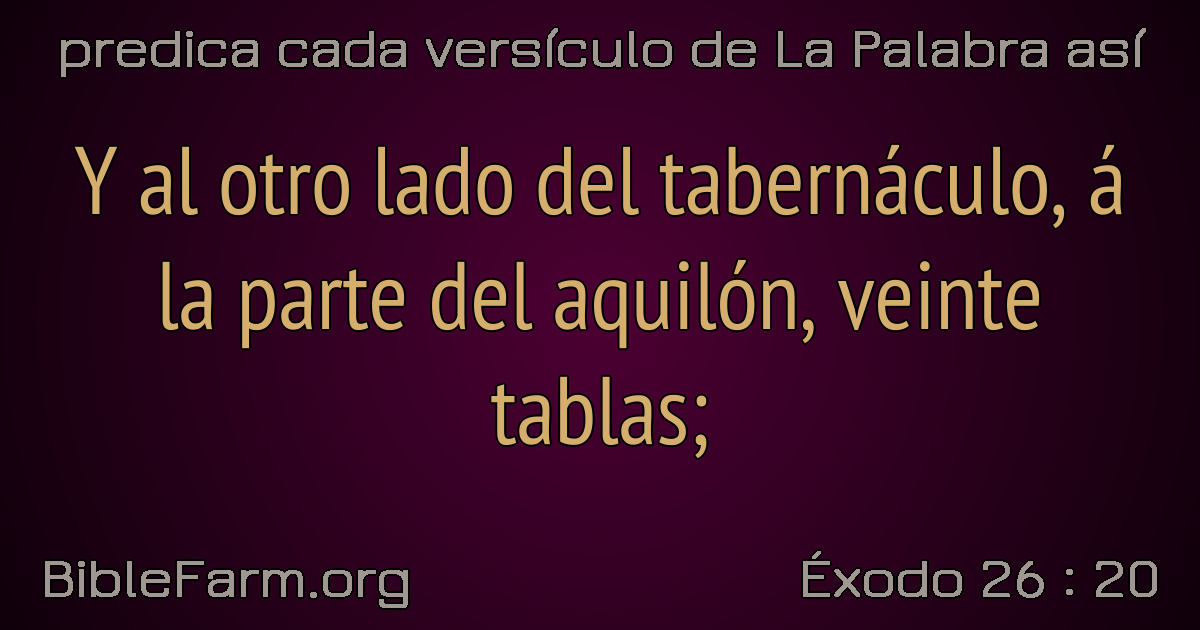 predica cada versículo de La Palabra así
Y al otro lado del tabernáculo, á
la parte del aquilón, veinte
tablas;
BibleFarm.org
Éxodo 26 : 20